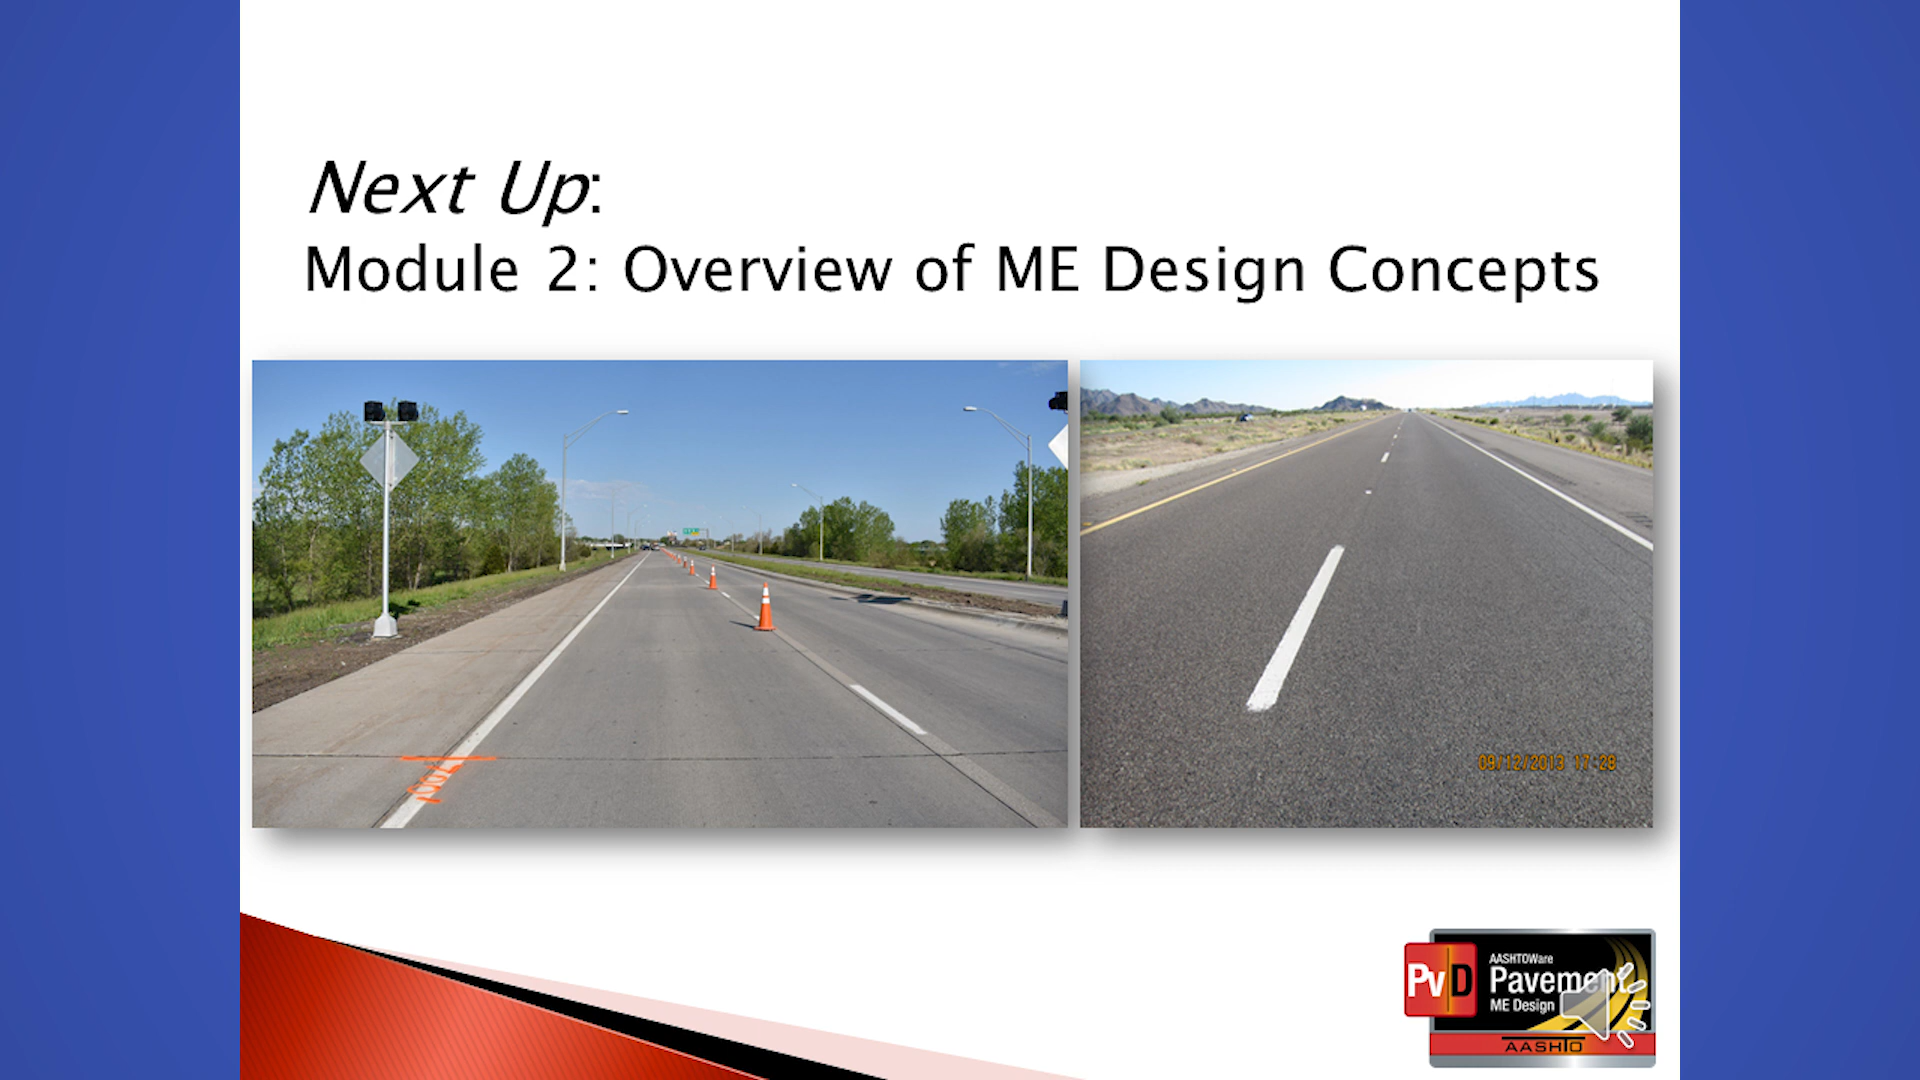 Next Up:
Module 2: Overview of ME Design Concepts
09/12/2013 17:28
PvD
AASHTOWare
Pavement
ME Design
AASHTO